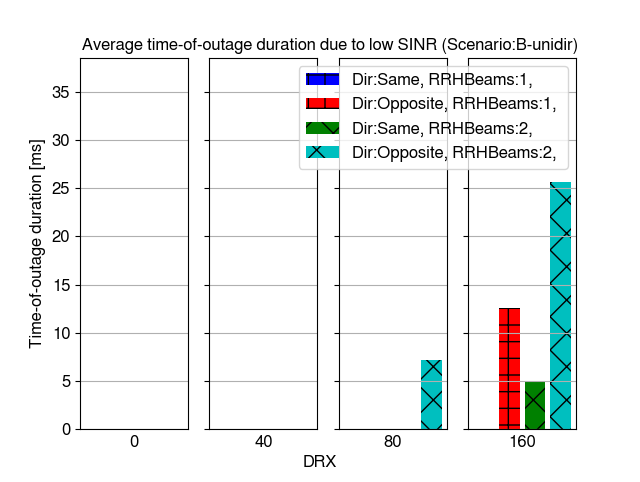 Average time-of-outage duration due to low SINR (Scenario:B-unidir)
Dir:Same, RRHBeams:1,
Dir:Opposite, RRHBeams:1,
Dir:Same, RRHBeams:2,
Dir:Opposite, RRHBeams:2,
Time-of-outage duration [ms]
35
30
25
20
15
10
5
0
0
40
80
160
DRX